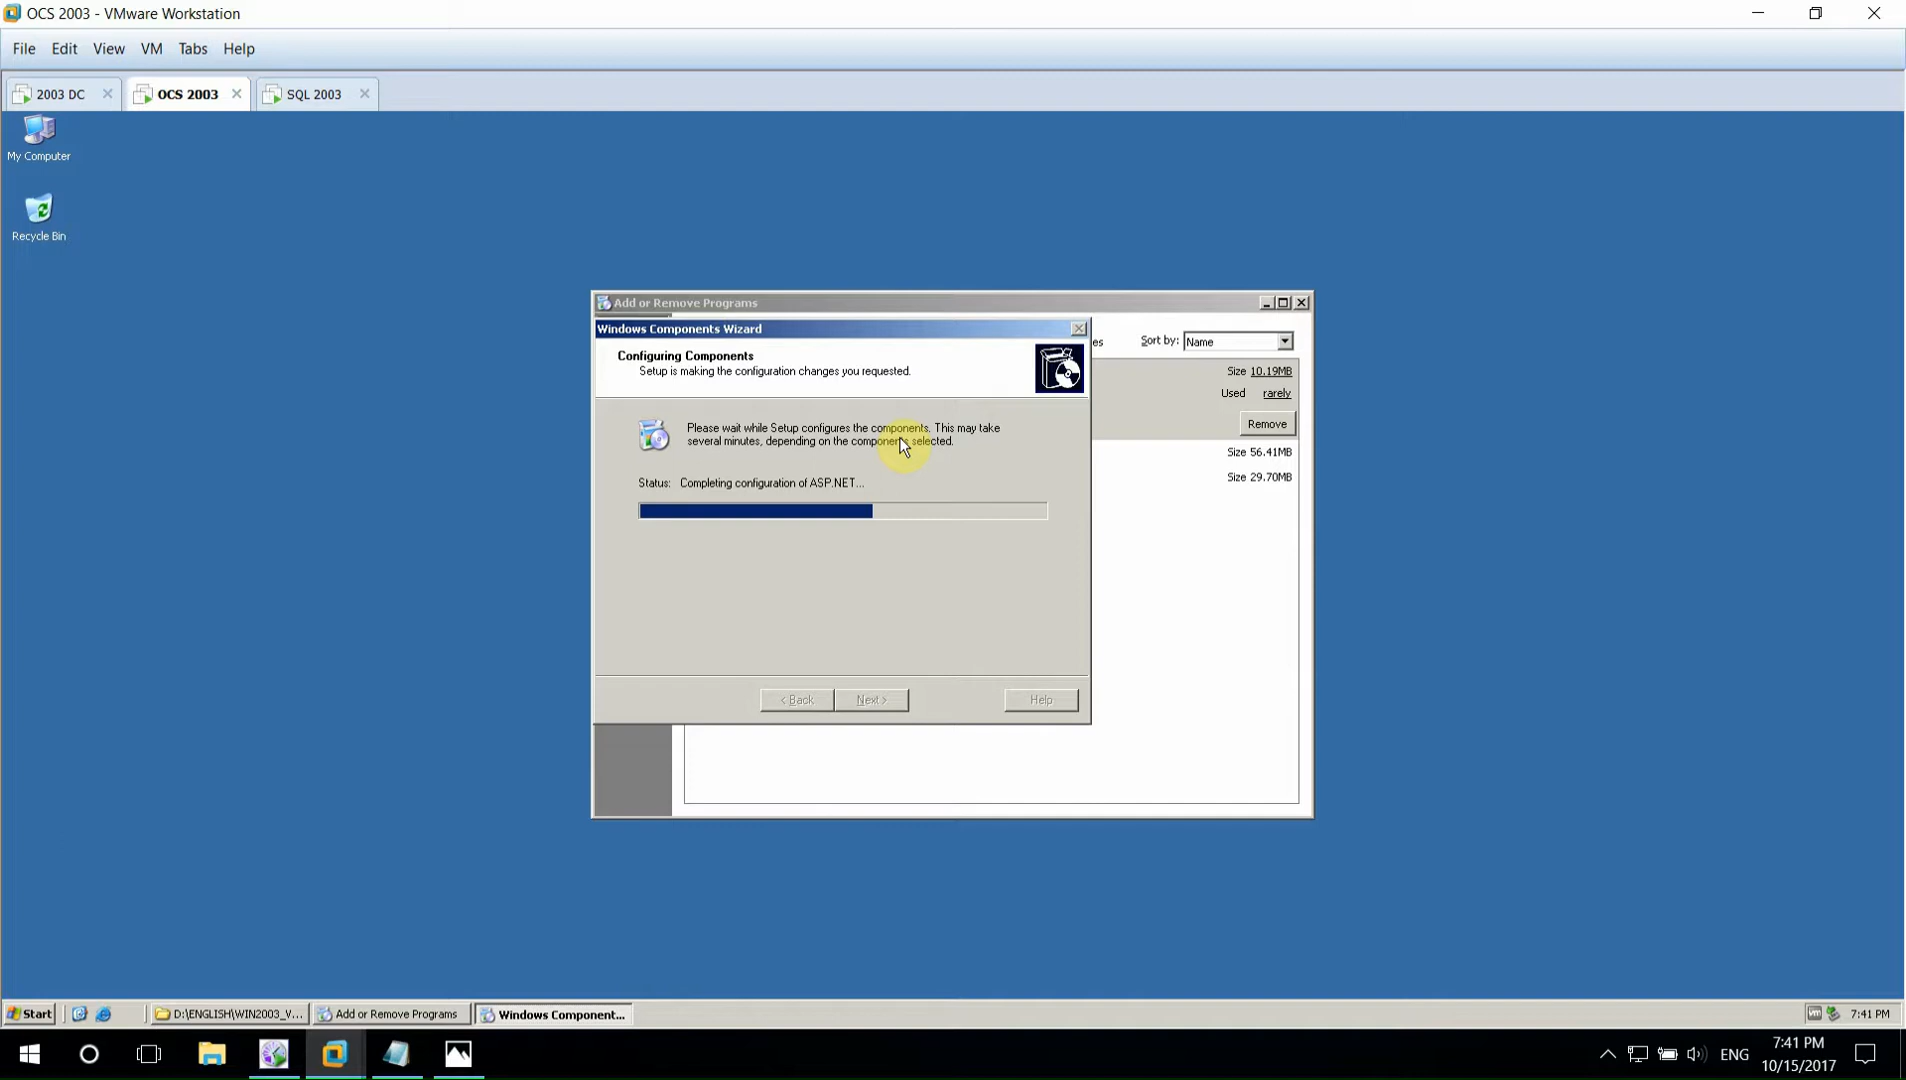 OCS 2003 - VMware Workstation
File Edit View VM Tabs Help
2003 DC OCS 2003 SQL 2003
My Computer
Recycle Bin
Add or Remove Programs
Windows Components Wizard
Configuring Components
Setup is making the configuration changes you requested.
es Sort by: Name
Size 10.19MB
Used rarely
Remove
Size 56.41MB
Size 29.70MB
Please wait while Setup configures the components. This may take
several minutes, depending on the components selected.
Status: Completing configuration of ASP.NET...
< Back Next > Help
Start D:\ENGLISH\WIN2003_V... Add or Remove Programs Windows Component... vm 7:41 PM
ENG 7:41 PM
10/15/2017